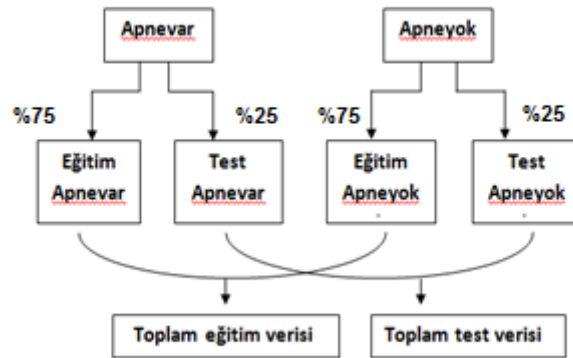 Apnevar
Apneyok
%75
%25
%75
%25
Eğitim
Apnevar
Test
Apnevar
Eğitim
Apneyok
Test
Apneyok
Toplam eğitim verisi
Toplam test verisi